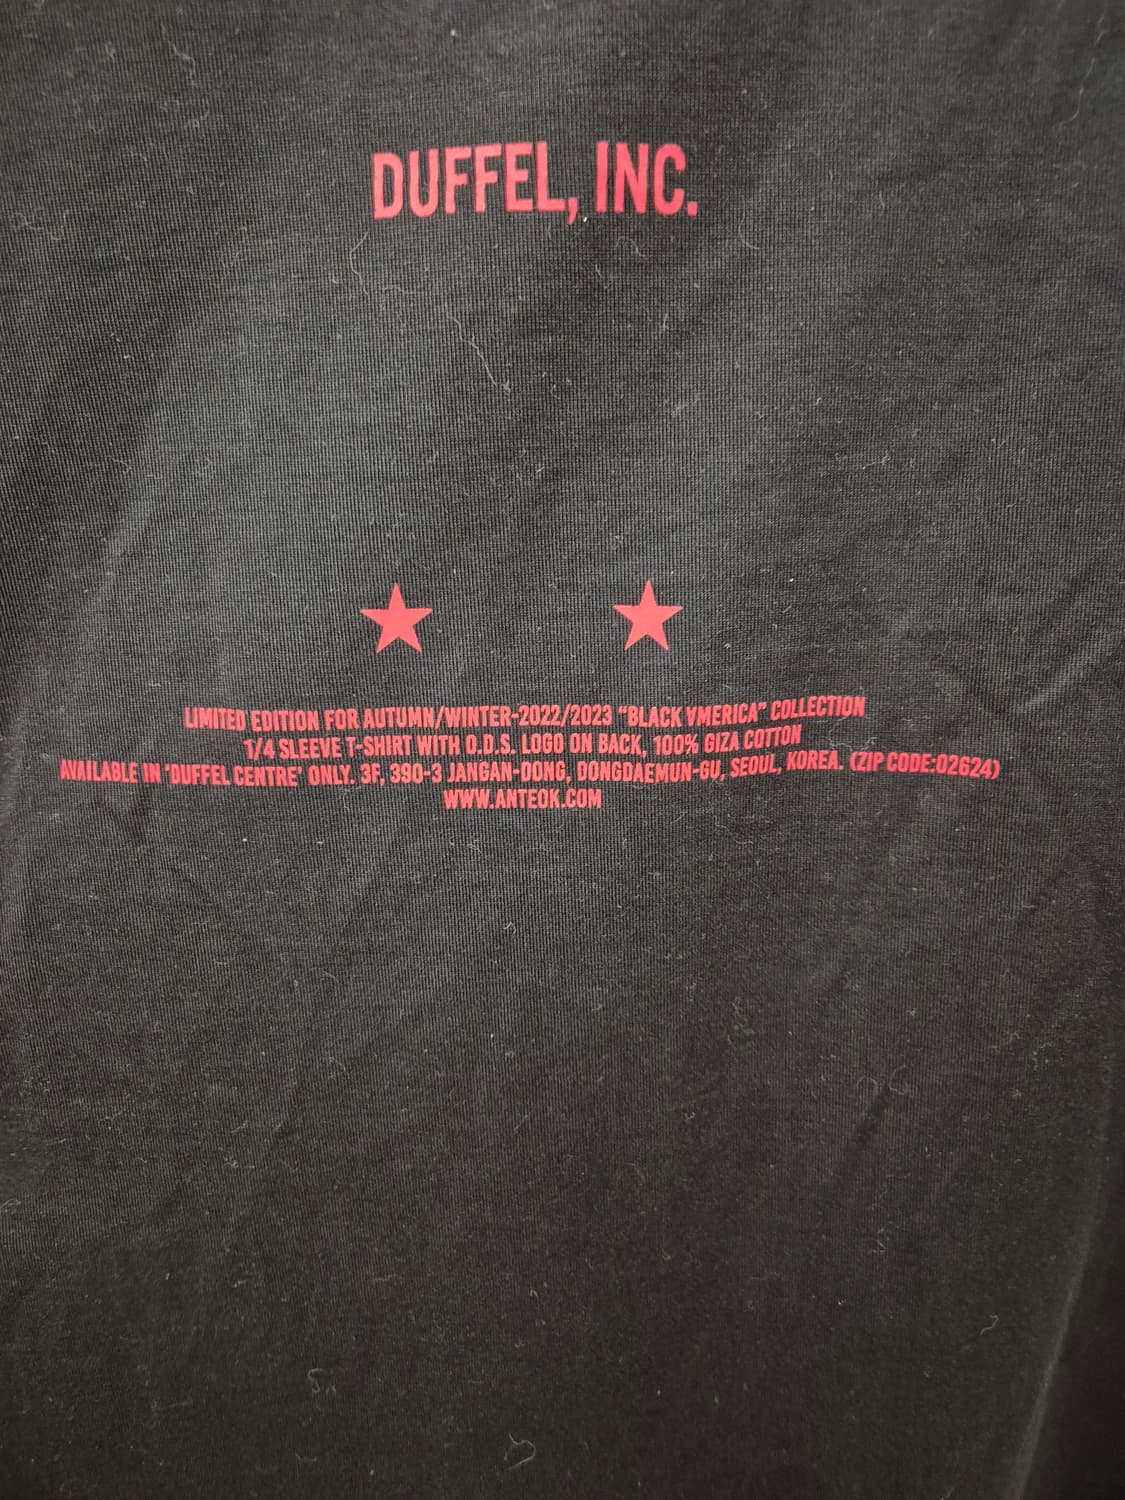 DUFFEL, INC.
LIMITED EDITION FOR AUTUMN/WINTER-2022/2023 "BLACK VMERICA" COLLECTION
1/4 SLEEVE T-SHIRT WITH O.D.S. LOGO ON BACK, 100% GIZA COTTON
AVAILABLE IN 'DUFFEL CENTRE' ONLY. 3F, 390-3 JANGAN-DONG, DONGDAEMUN-GU, SEOUL, KOREA. (ZIP CODE:02624)
WWW.ANTEOK.COM